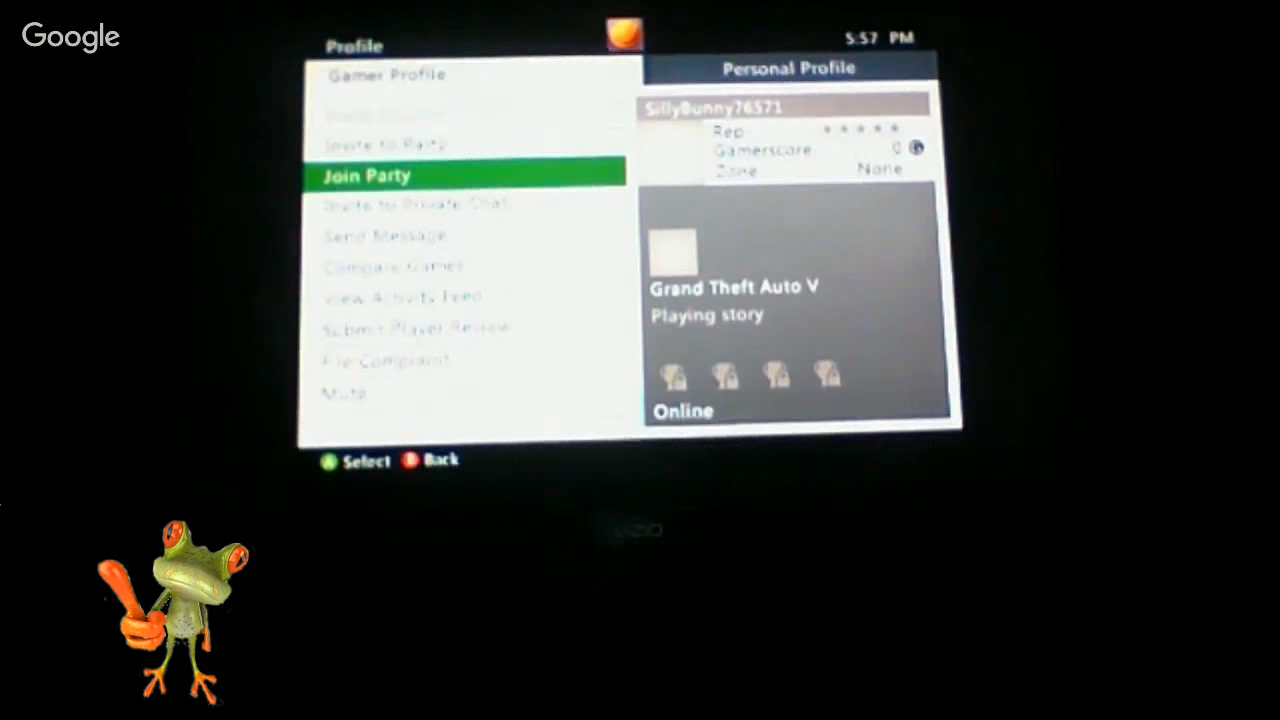 Google
Profile
5:57 PM
Gamer Profile
Personal Profile
SillyBunny76571
Rep
Gamerscore 0 G
Zone None
Invite to Party
Join Party
Invite to Private Chat
Send Message
Compare Games
View Activity Feed
Submit Player Review
File Complaint
Mute
Grand Theft Auto V
Playing story
Online
A Select B Back
VIZIO